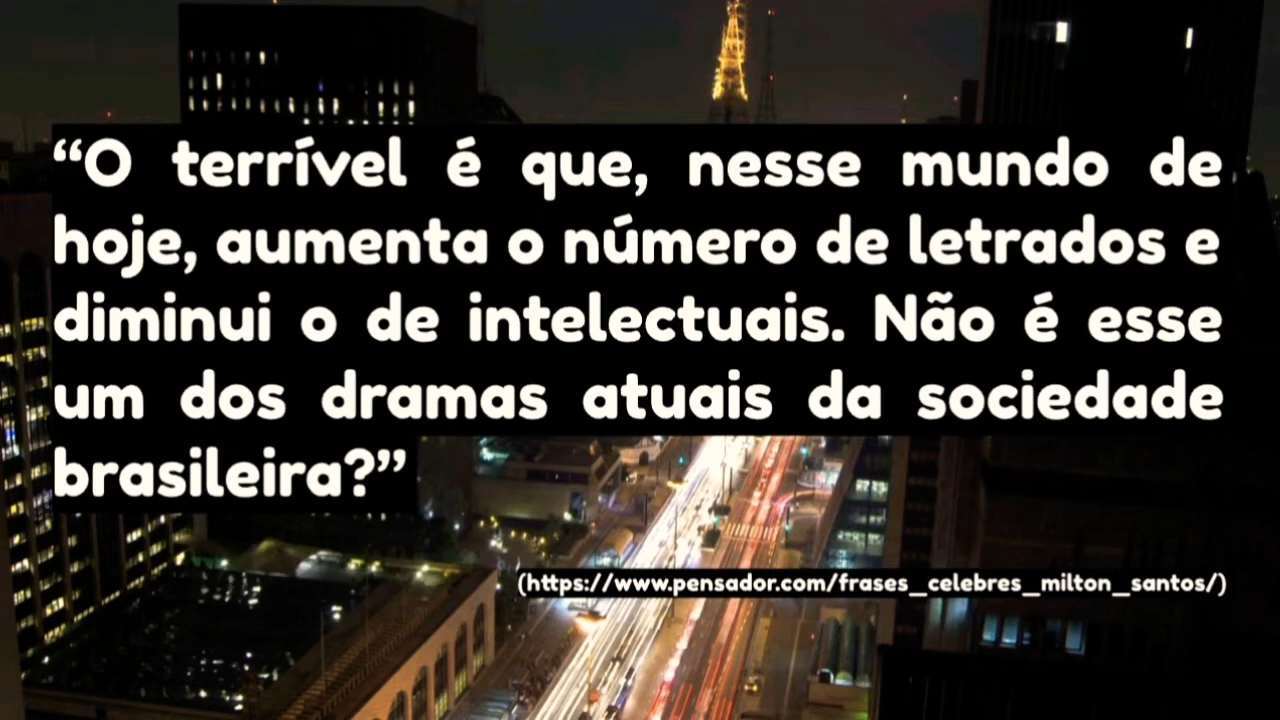 “O terrível é que, nesse mundo de
hoje, aumenta o número de letrados e
diminui o de intelectuais. Não é esse
um dos dramas atuais da sociedade
brasileira?”
(https://www.pensador.com/frases_celebres_milton_santos/)